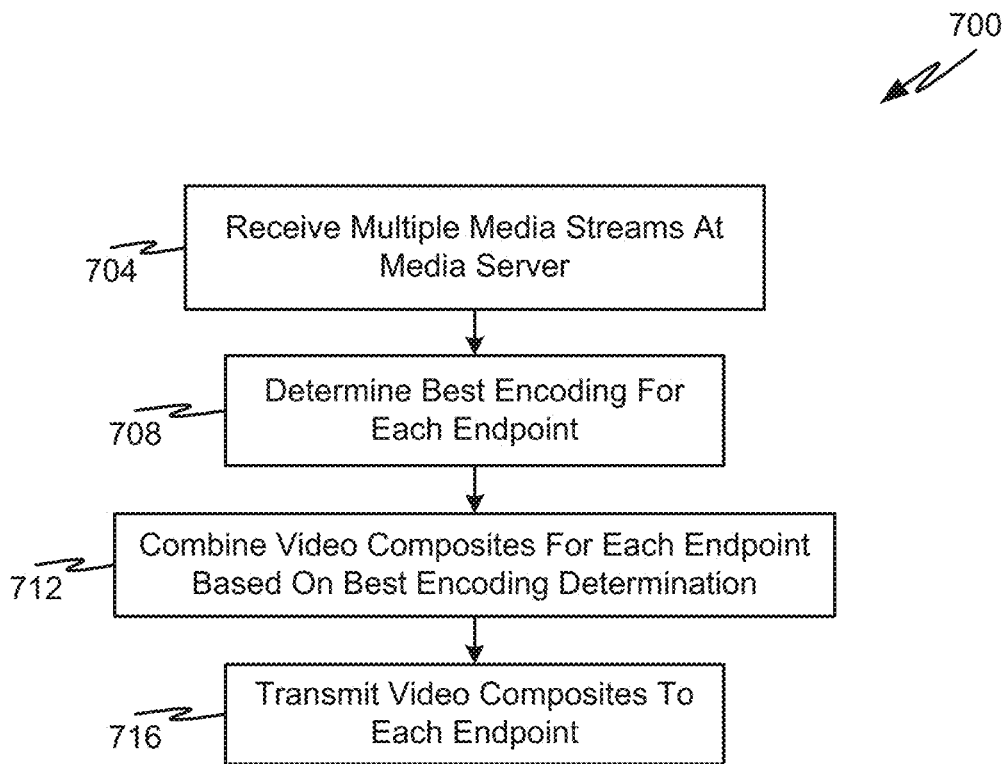 700
Receive Multiple Media Streams At
Media Server
704
Determine Best Encoding For
Each Endpoint
708
Combine Video Composites For Each Endpoint
Based On Best Encoding Determination
712
Transmit Video Composites To
Each Endpoint
716